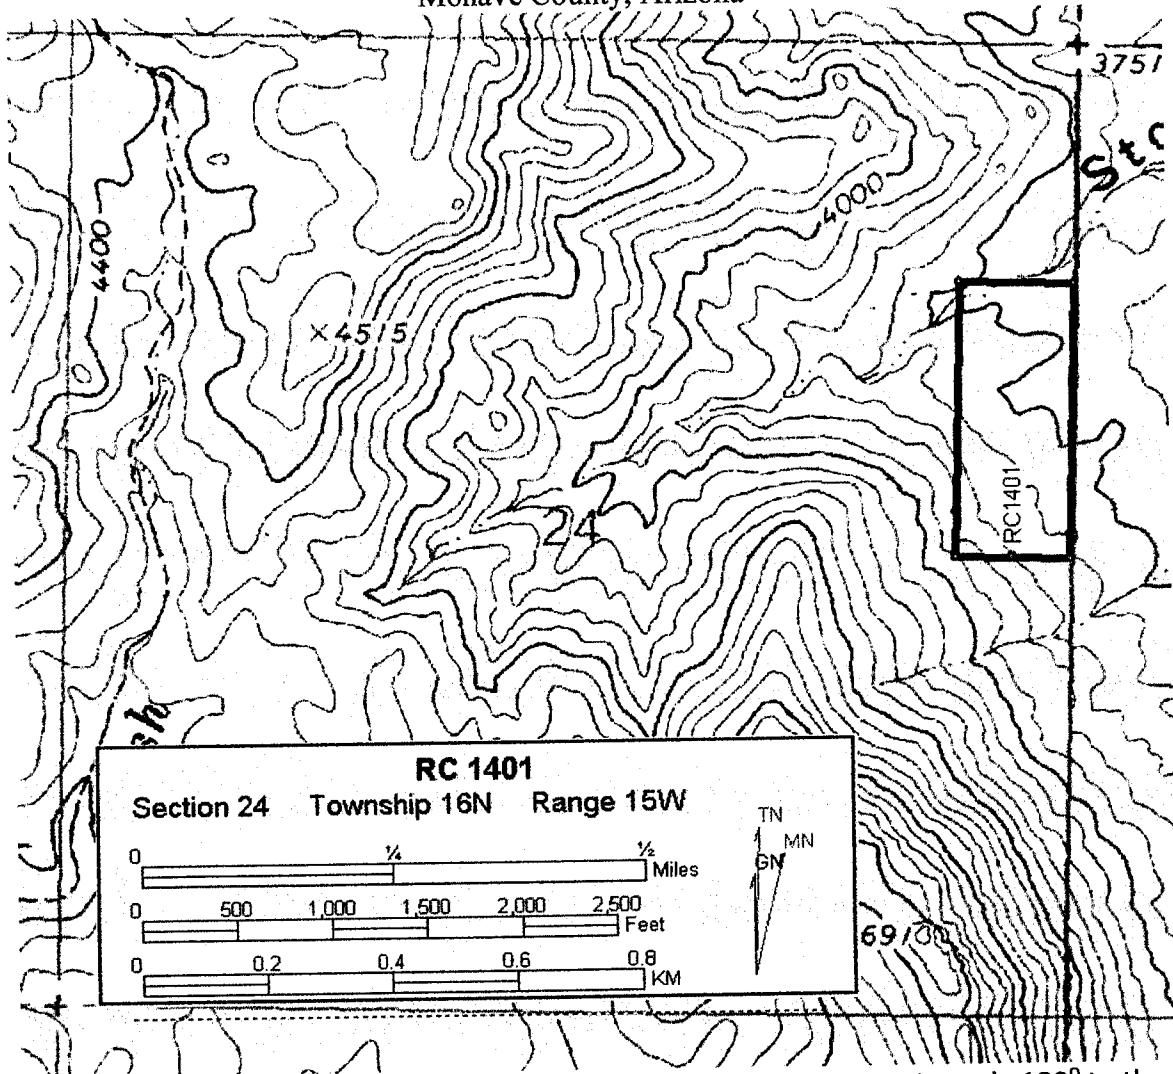 Mohave County, Arizona
3751
4400
4000
×4515
RC1401
24
sh
RC 1401
Section 24 Township 16N Range 15W
TN
MN
GN
0 ¼ ½ Miles
0 500 1,000 1,500 2,000 2,500 Feet
0 0.2 0.4 0.6 0.8 KM